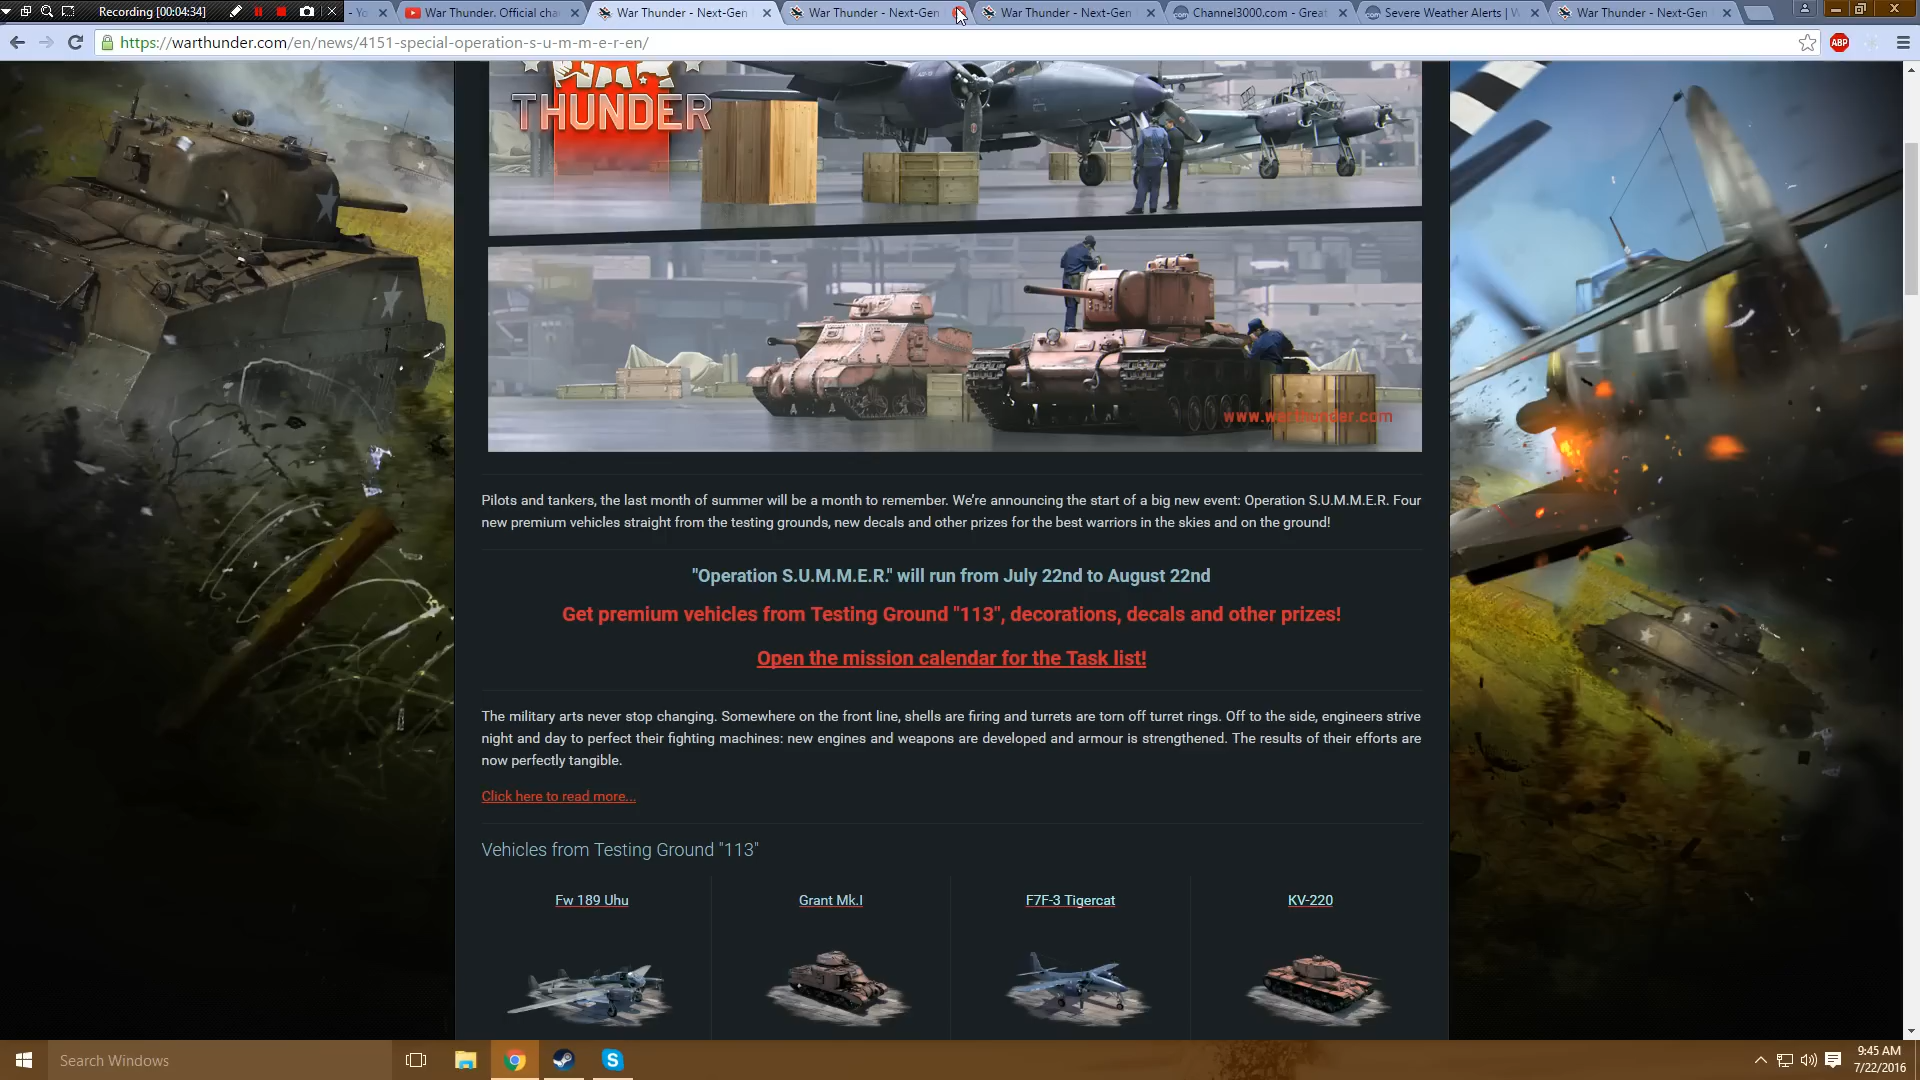 Recording [00:04:34]
- Yo
War Thunder. Official cha
War Thunder - Next-Gen
War Thunder - Next-Gen
War Thunder - Next-Gen
Channel3000.com - Great
Severe Weather Alerts | W
War Thunder - Next-Gen
https://warthunder.com/en/news/4151-special-operation-s-u-m-m-e-r-en/
ABP
WAR
THUNDER
www.warthunder.com
Pilots and tankers, the last month of summer will be a month to remember. We're announcing the start of a big new event: Operation S.U.M.M.E.R. Four
new premium vehicles straight from the testing grounds, new decals and other prizes for the best warriors in the skies and on the ground!
"Operation S.U.M.M.E.R." will run from July 22nd to August 22nd
Get premium vehicles from Testing Ground "113", decorations, decals and other prizes!
Open the mission calendar for the Task list!
The military arts never stop changing. Somewhere on the front line, shells are firing and turrets are torn off turret rings. Off to the side, engineers strive
night and day to perfect their fighting machines: new engines and weapons are developed and armour is strengthened. The results of their efforts are
now perfectly tangible.
Click here to read more...
Vehicles from Testing Ground "113"
Fw 189 Uhu
Grant Mk.I
F7F-3 Tigercat
KV-220
Search Windows
9:45 AM
7/22/2016